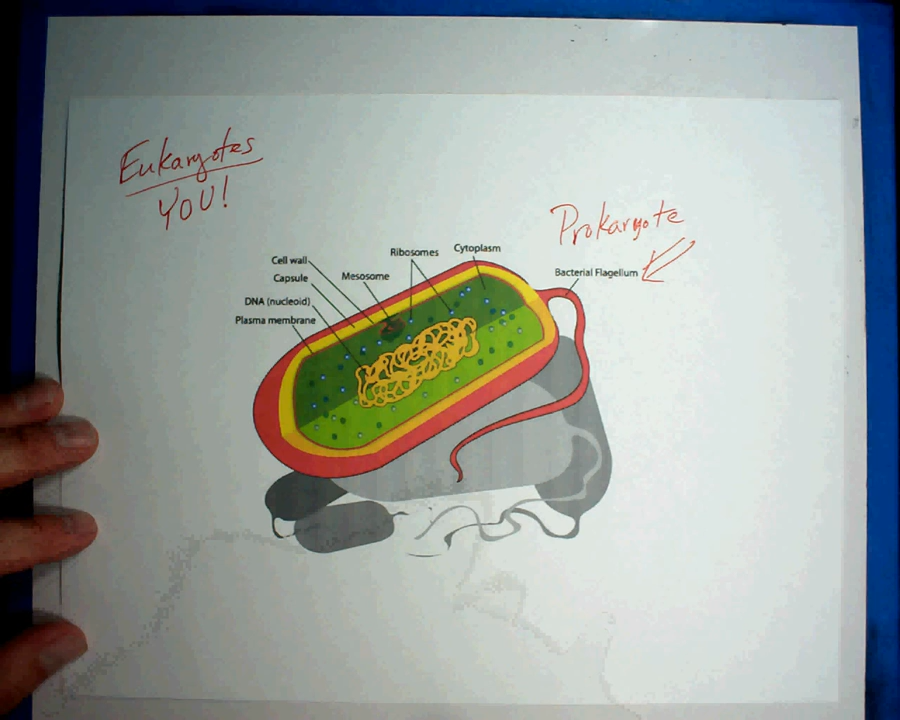 Eukaryotes
YOU!
Prokaryote
Cell wall
Capsule
DNA (nucleoid)
Plasma membrane
Mesosome
Ribosomes
Cytoplasm
Bacterial Flagellum